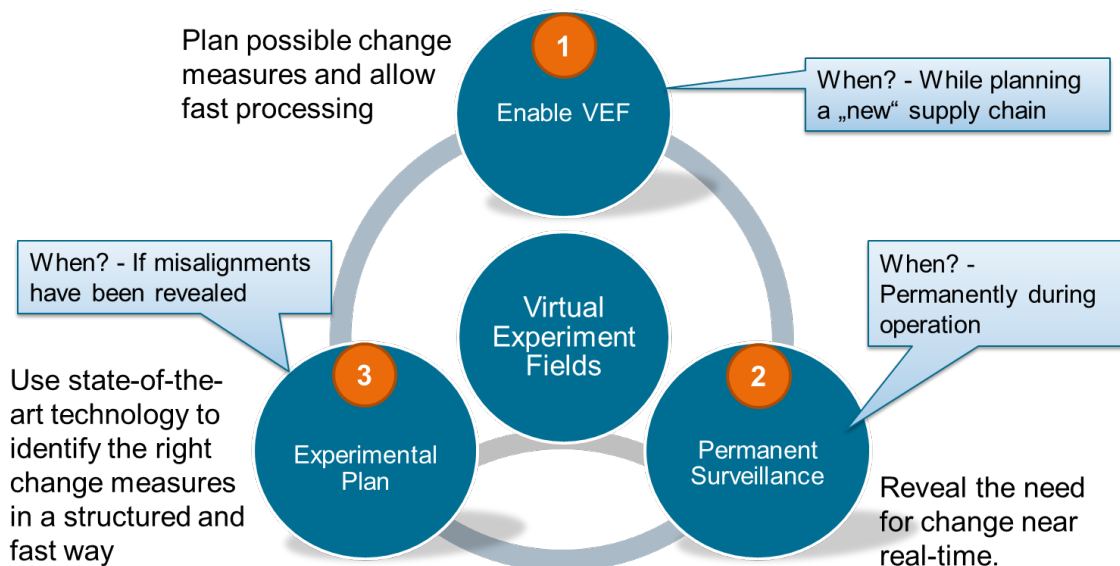 Plan possible change
measures and allow
fast processing
1
Enable VEF
When? - While planning
a „new“ supply chain
When? - If misalignments
have been revealed
Virtual
Experiment
Fields
When? -
Permanently during
operation
3
Experimental
Plan
2
Permanent
Surveillance
Use state-of-the-
art technology to
identify the right
change measures
in a structured and
fast way
Reveal the need
for change near
real-time.